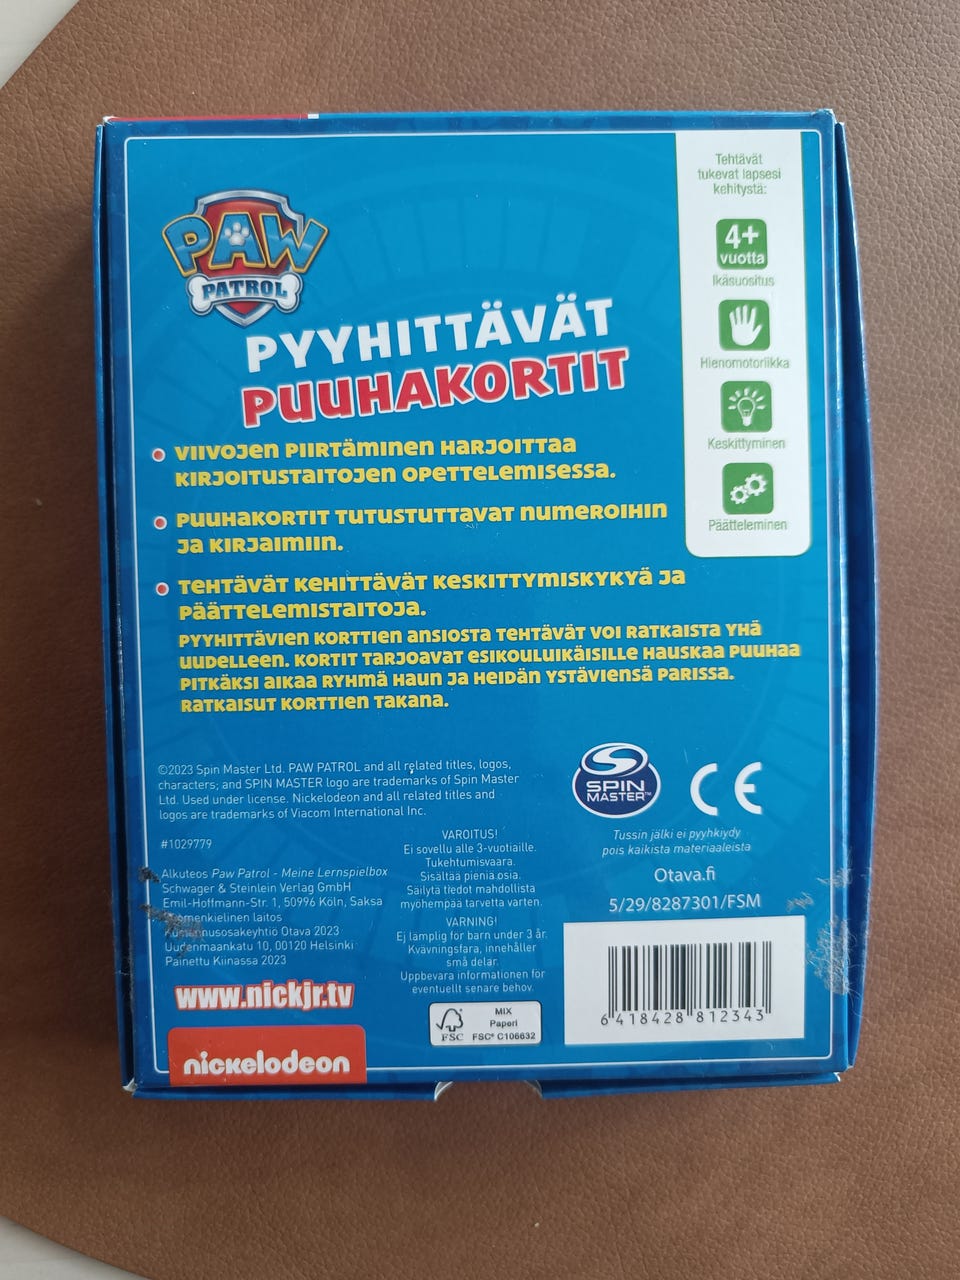 PAW
PATROL
PYYHITTÄVÄT
PUUHAKORTIT
VIIVOJEN PIIRTÄMINEN HARJOITTAA
KIRJOITUSTAITOJEN OPETTELEMISESSA.
PUUHAKORTIT TUTUSTUTTAVAT NUMEROIHIN
JA KIRJAIMIIN.
TEHTÄVÄT KEHITTÄVÄT KESKITTYMISKYKYÄ JA
PÄÄTTELEMISTAITOJA.
PYYHITTÄVIEN KORTTIEN ANSIOSTA TEHTÄVÄT VOI RATKAISTA YHÄ
UUDELLEEN. KORTIT TARJOAVAT ESIKOULUIKÄISILLE HAUSKAA PUUHAA
PITKÄKSI AIKAA RYHMÄ HAUN JA HEIDÄN YSTÄVIENSÄ PARISSA.
RATKAISUT KORTTIEN TAKANA.
Tehtävät
tukevat lapsesi
kehitystä:
4+
vuotta
Ikäsuositus
Hienomotoriikka
Keskittyminen
Päätteleminen
©2023 Spin Master Ltd. PAW PATROL and all related titles, logos,
characters; and SPIN MASTER logo are trademarks of Spin Master
Ltd. Used under license. Nickelodeon and all related titles and
logos are trademarks of Viacom International Inc.
#1029779
Alkuteos Paw Patrol - Meine Lernspielbox
Schwager & Steinlein Verlag GmbH
Emil-Hoffmann-Str. 1, 50996 Köln, Saksa
Suomenkielinen laitos
Kustannusosakeyhtiö Otava 2023
Uudenmaankatu 10, 00120 Helsinki
Painettu Kiinassa 2023
www.nickjr.tv
nickelodeon
VAROITUS!
Ei sovellu alle 3-vuotiaille.
Tukehtumisvaara.
Sisältää pieniä osia.
Säilytä tiedot mahdollista
myöhempää tarvetta varten.
VARNING!
Ej lämplig för barn under 3 år.
Kvävningsfara, innehåller
små delar.
Uppbevara informationen för
eventuellt senare behov.
FSC
MIX
Paperi
FSC® C106632
SPIN
MASTER™
CE
Tussin jälki ei pyyhkiydy
pois kaikista materiaaleista
Otava.fi
5/29/8287301/FSM
6 418428 812343